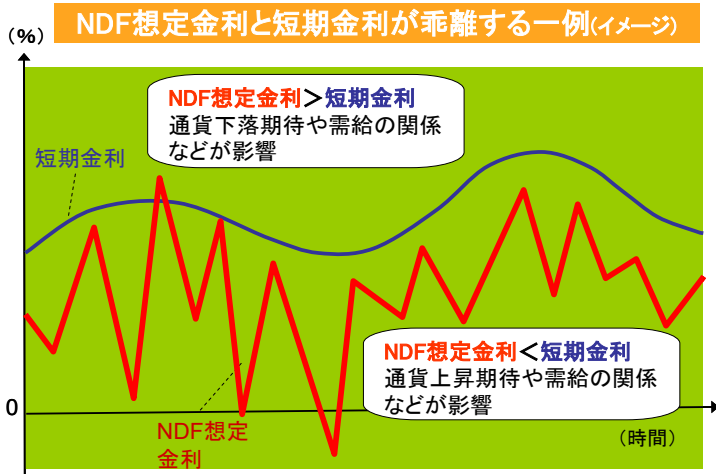 NDF想定金利と短期金利が乖離する一例(イメージ)
(%)
NDF想定金利>短期金利
通貨下落期待や需給の関係
などが影響
短期金利
NDF想定金利<短期金利
通貨上昇期待や需給の関係
などが影響
0
NDF想定
金利
(時間)